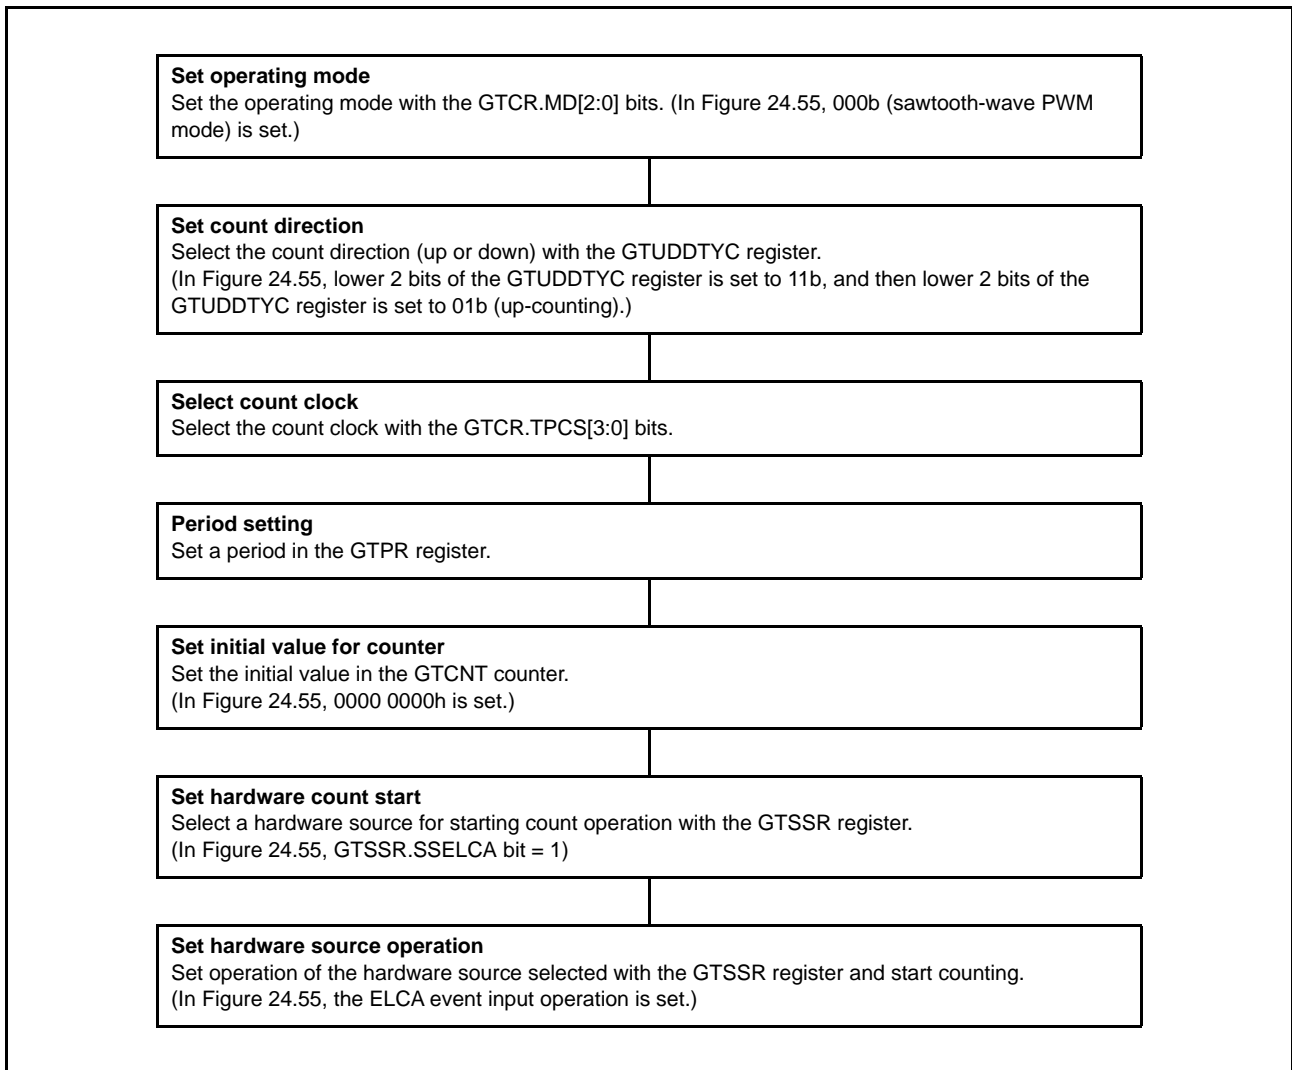 Set operating mode
Set the operating mode with the GTCR.MD[2:0] bits. (In Figure 24.55, 000b (sawtooth-wave PWM
mode) is set.)
Set count direction
Select the count direction (up or down) with the GTUDDTYC register.
(In Figure 24.55, lower 2 bits of the GTUDDTYC register is set to 11b, and then lower 2 bits of the
GTUDDTYC register is set to 01b (up-counting).)
Select count clock
Select the count clock with the GTCR.TPCS[3:0] bits.
Period setting
Set a period in the GTPR register.
Set initial value for counter
Set the initial value in the GTCNT counter.
(In Figure 24.55, 0000 0000h is set.)
Set hardware count start
Select a hardware source for starting count operation with the GTSSR register.
(In Figure 24.55, GTSSR.SSELCA bit = 1)
Set hardware source operation
Set operation of the hardware source selected with the GTSSR register and start counting.
(In Figure 24.55, the ELCA event input operation is set.)